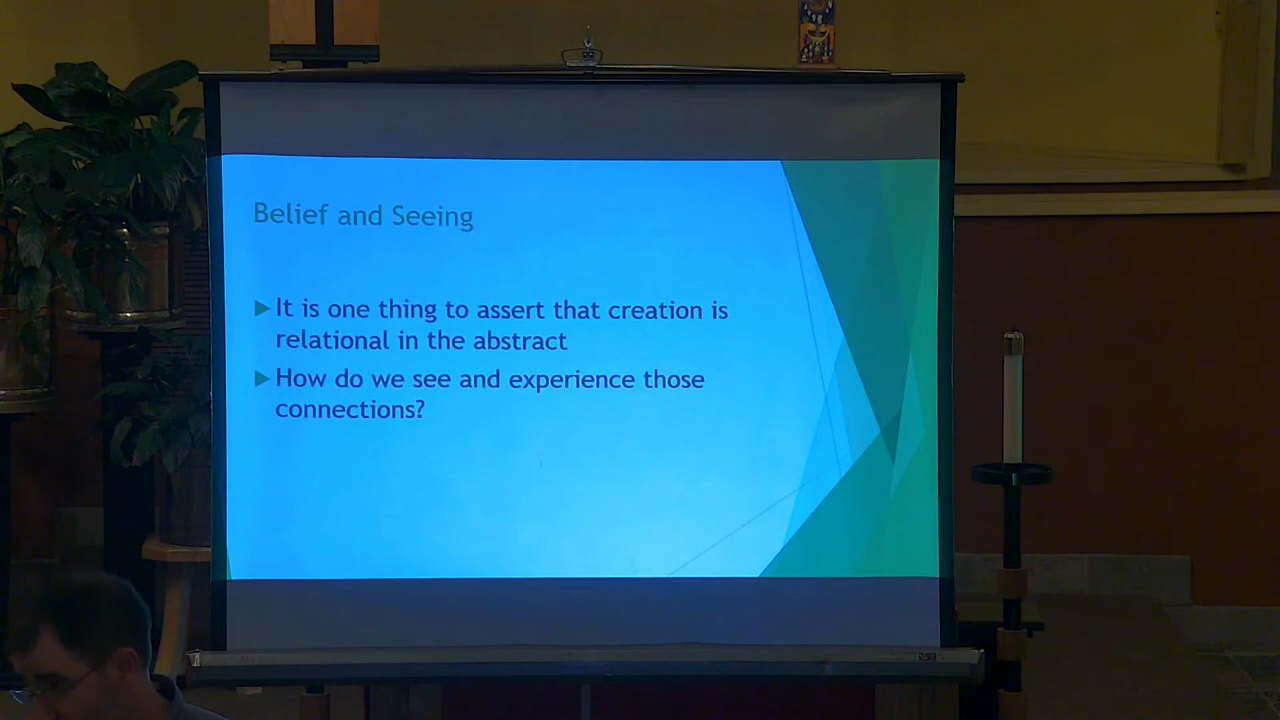 Belief and Seeing
It is one thing to assert that creation is
relational in the abstract
How do we see and experience those
connections?